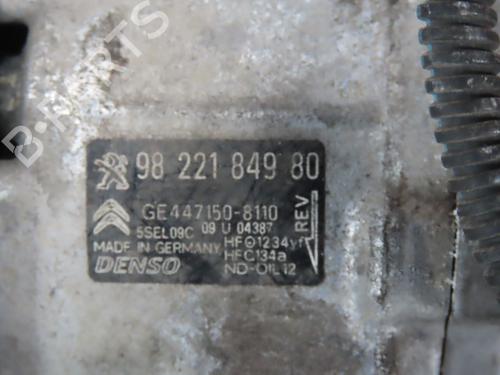 98 221 849 80
GE447150-8110
5SEL09C 09 U 04387
MADE IN GERMANY HFO1234yf
DENSO HFC134a
ND-OIL12
REV
B-PARTS